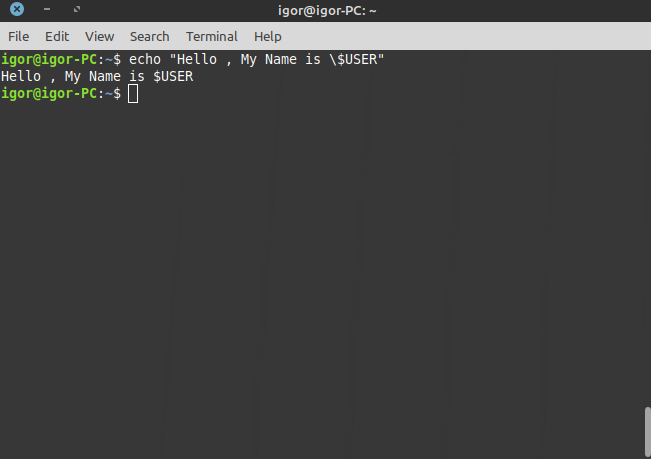 igor@igor-PC: ~
File Edit View Search Terminal Help
igor@igor-PC:~$ echo "Hello , My Name is \$USER"
Hello , My Name is $USER
igor@igor-PC:~$